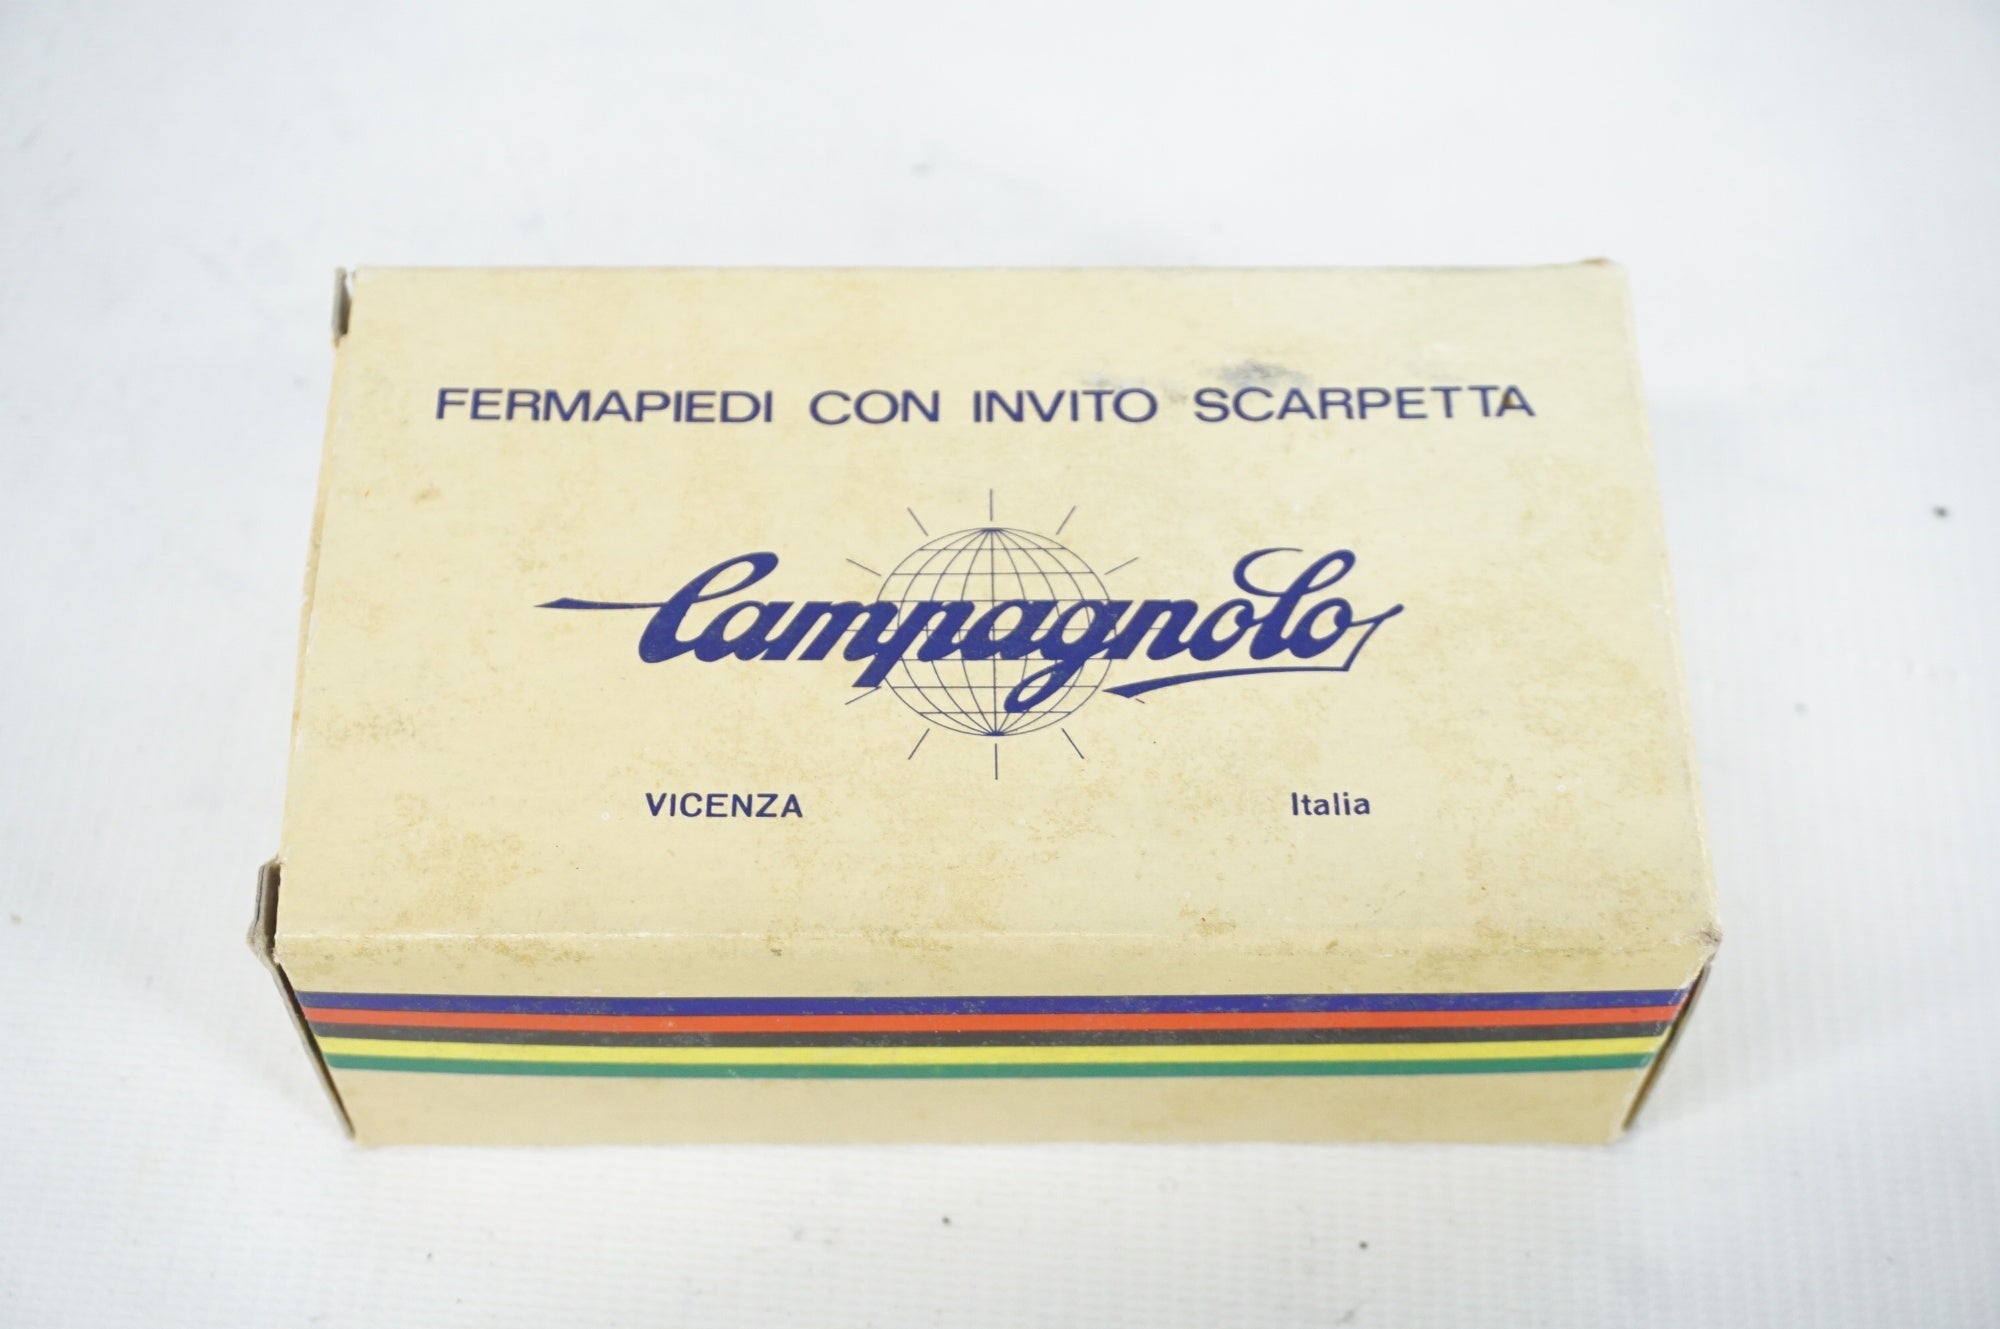 FERMAPIEDI CON INVITO SCARPETTA
Campagnolo
VICENZA Italia